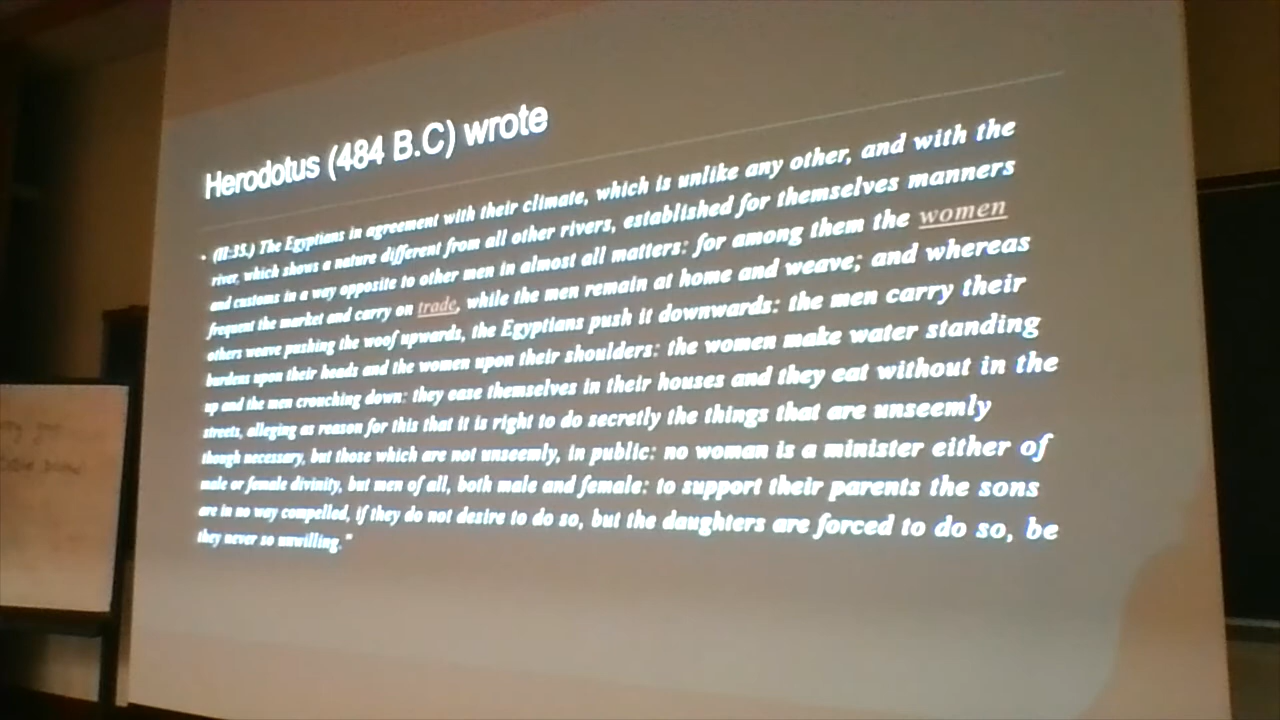 Herodotus (484 B.C) wrote
• (II:35.) The Egyptians in agreement with their climate, which is unlike any other, and with the
river, which shows a nature different from all other rivers, established for themselves manners
and customs in a way opposite to other men in almost all matters: for among them the women
frequent the market and carry on trade, while the men remain at home and weave; and whereas
others weave pushing the woof upwards, the Egyptians push it downwards: the men carry their
burdens upon their heads and the women upon their shoulders: the women make water standing
up and the men crouching down: they ease themselves in their houses and they eat without in the
streets, alleging as reason for this that it is right to do secretly the things that are unseemly
though necessary, but those which are not unseemly, in public: no woman is a minister either of
male or female divinity, but men of all, both male and female: to support their parents the sons
are in no way compelled, if they do not desire to do so, but the daughters are forced to do so, be
they never so unwilling."